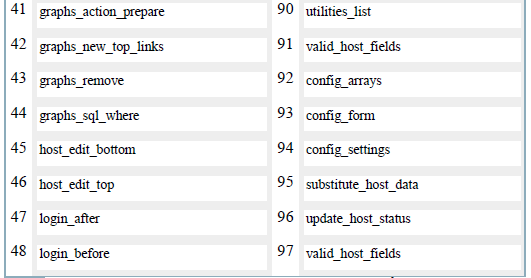 41 graphs_action_prepare 90 utilities_list
42 graphs_new_top_links 91 valid_host_fields
43 graphs_remove 92 config_arrays
44 graphs_sql_where 93 config_form
45 host_edit_bottom 94 config_settings
46 host_edit_top 95 substitute_host_data
47 login_after 96 update_host_status
48 login_before 97 valid_host_fields